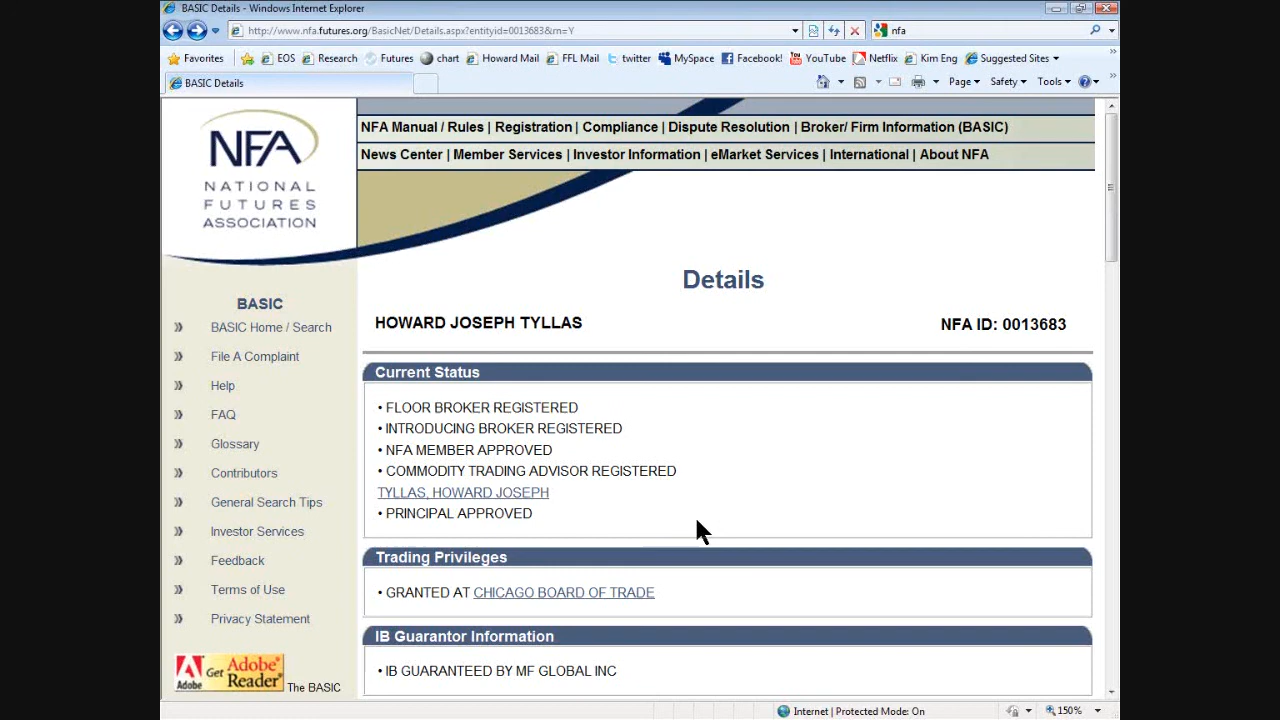 BASIC Details - Windows Internet Explorer
http://www.nfa.futures.org/BasicNet/Details.aspx?entityid=0013683&rn=Y
nfa
Favorites EOS Research Futures chart Howard Mail FFL Mail twitter MySpace Facebook! YouTube Netflix Kim Eng Suggested Sites
BASIC Details
Page Safety Tools
NFA
NATIONAL
FUTURES
ASSOCIATION
NFA Manual / Rules | Registration | Compliance | Dispute Resolution | Broker/ Firm Information (BASIC)
News Center | Member Services | Investor Information | eMarket Services | International | About NFA
Details
HOWARD JOSEPH TYLLAS NFA ID: 0013683
BASIC
BASIC Home / Search
File A Complaint
Help
FAQ
Glossary
Contributors
General Search Tips
Investor Services
Feedback
Terms of Use
Privacy Statement
Adobe
Get Adobe
Reader
The BASIC
Current Status
• FLOOR BROKER REGISTERED
• INTRODUCING BROKER REGISTERED
• NFA MEMBER APPROVED
• COMMODITY TRADING ADVISOR REGISTERED
TYLLAS, HOWARD JOSEPH
• PRINCIPAL APPROVED
Trading Privileges
• GRANTED AT CHICAGO BOARD OF TRADE
IB Guarantor Information
• IB GUARANTEED BY MF GLOBAL INC
Internet | Protected Mode: On
150%